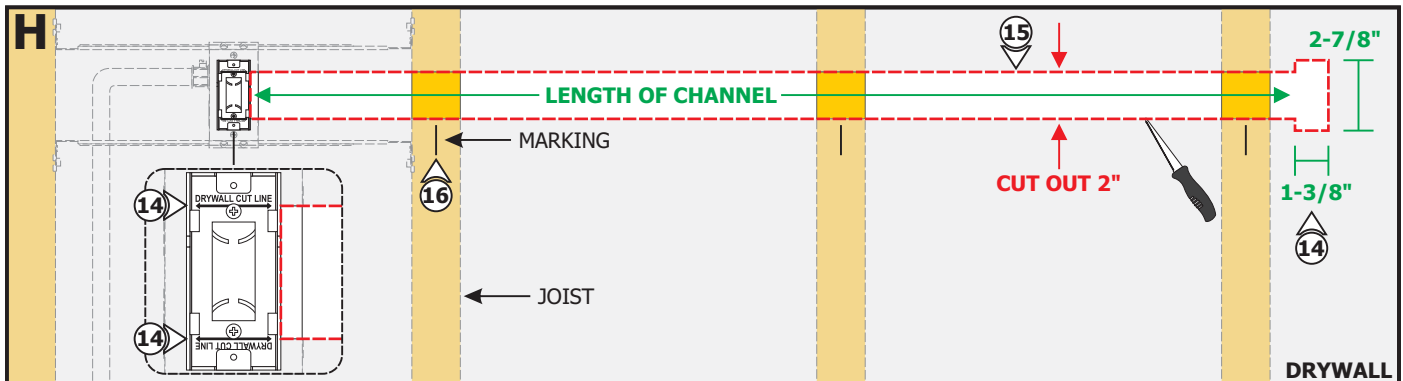 H
15
2-7/8"
LENGTH OF CHANNEL
MARKING
16
CUT OUT 2"
1-3/8"
14
14
DRYWALL CUT LINE
JOIST
14
DRYWALL CUT LINE
DRYWALL